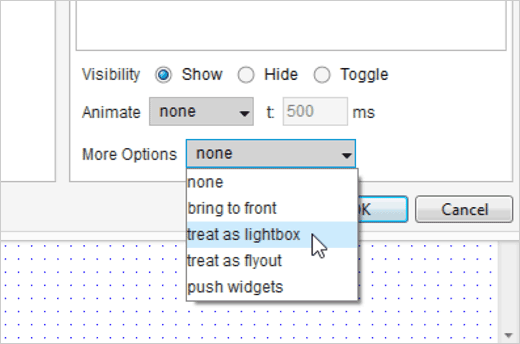 Visibility Show Hide Toggle
Animate none t: 500 ms
More Options none
none
bring to front
treat as lightbox
treat as flyout
push widgets
Cancel